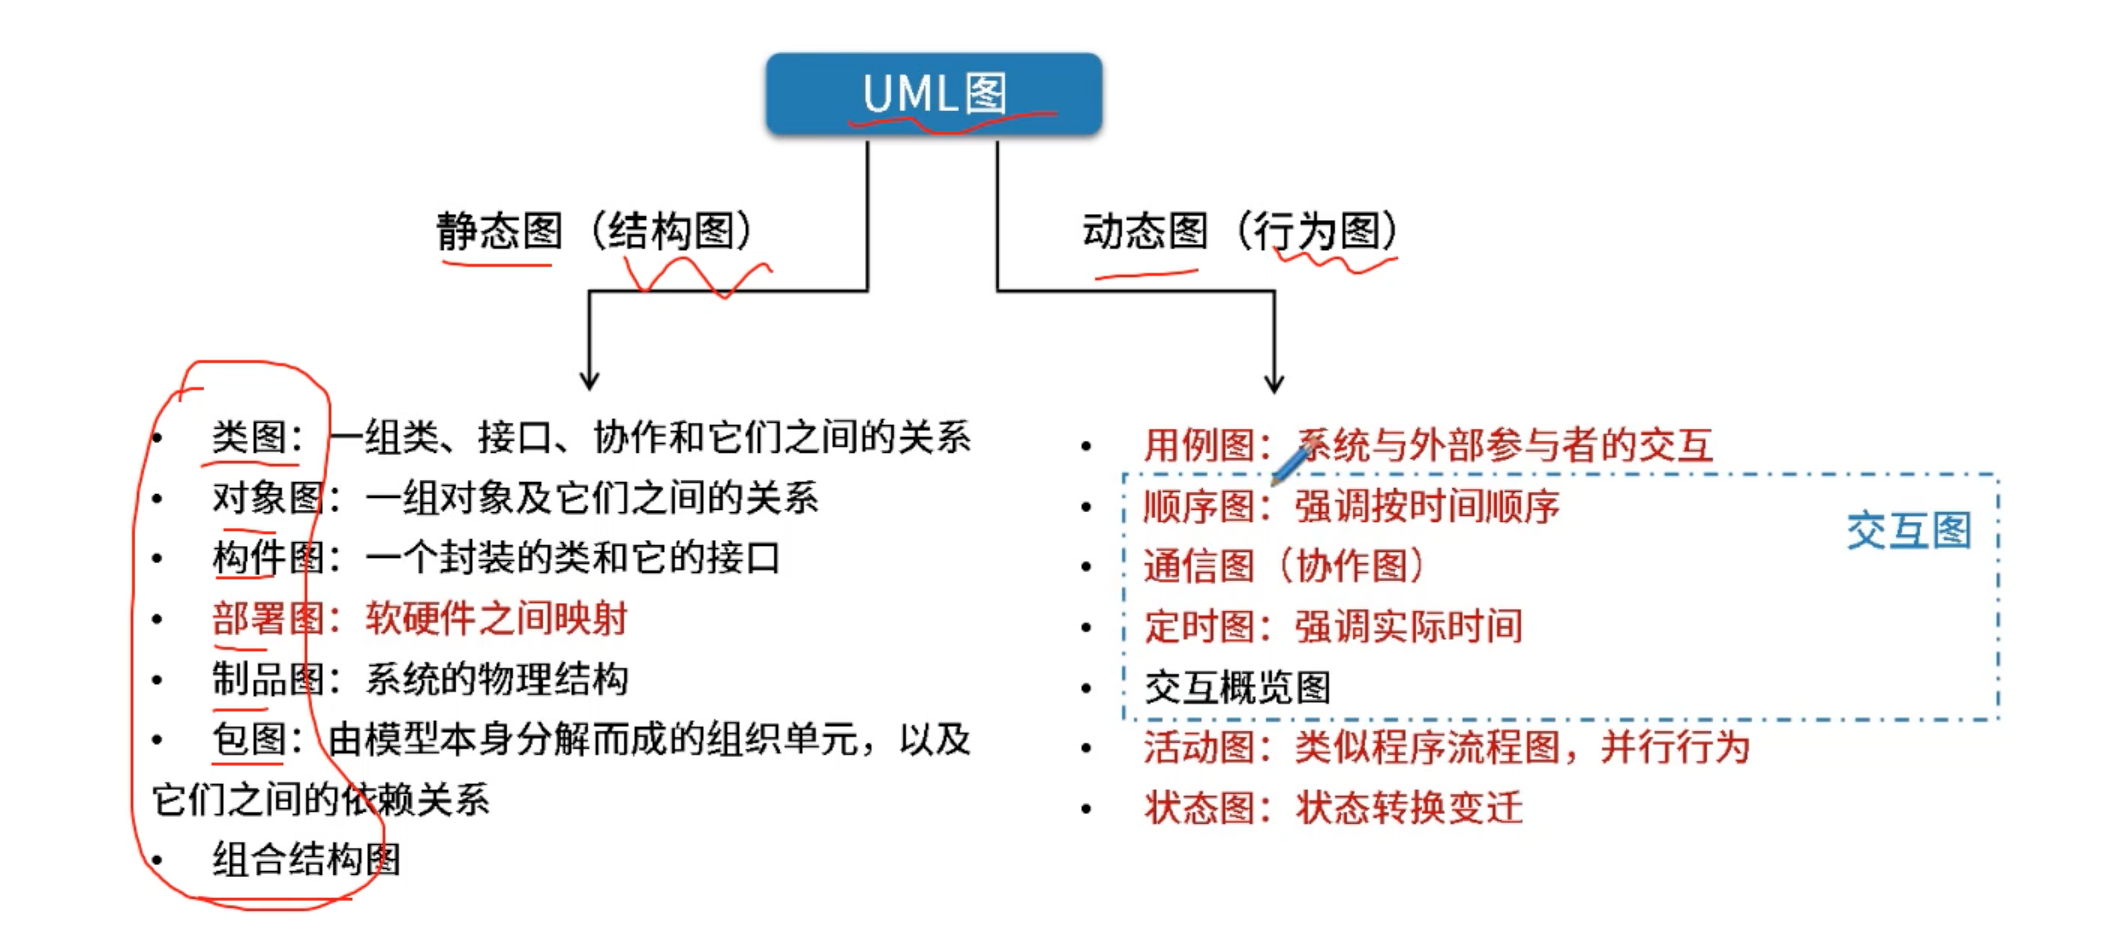 UML图
静态图（结构图）
动态图（行为图）
• 类图：一组类、接口、协作和它们之间的关系
• 对象图：一组对象及它们之间的关系
• 构件图：一个封装的类和它的接口
• 部署图：软硬件之间映射
• 制品图：系统的物理结构
• 包图：由模型本身分解而成的组织单元，以及
它们之间的依赖关系
• 组合结构图
• 用例图：系统与外部参与者的交互
• 顺序图：强调按时间顺序
交互图
• 通信图（协作图）
• 定时图：强调实际时间
• 交互概览图
• 活动图：类似程序流程图，并行行为
• 状态图：状态转换变迁